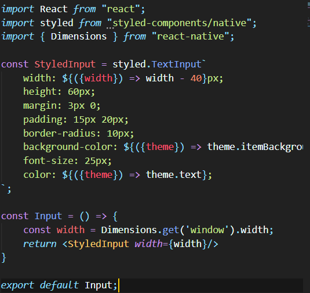 import React from "react";
import styled from "styled-components/native";
import { Dimensions } from "react-native";
const StyledInput = styled.TextInput`
width: ${({width}) => width - 40}px;
height: 60px;
margin: 3px 0;
padding: 15px 20px;
border-radius: 10px;
background-color: ${({theme}) => theme.itemBackgro
font-size: 25px;
color: ${({theme}) => theme.text};
`;
const Input = () => {
const width = Dimensions.get('window').width;
return <StyledInput width={width}/>
}
export default Input;